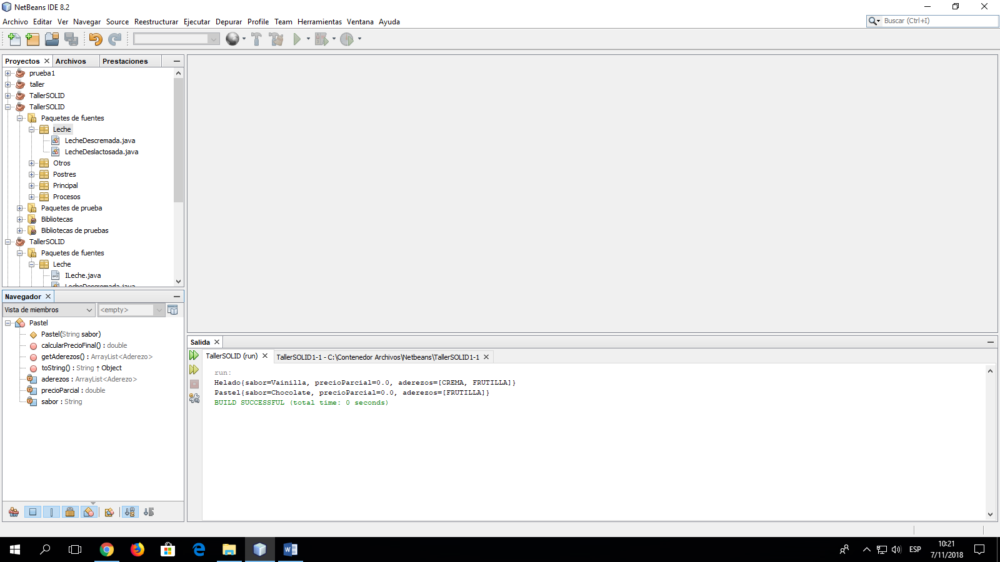 NetBeans IDE 8.2
Archivo Editar Ver Navegar Source Reestructurar Ejecutar Depurar Profile Team Herramientas Ventana Ayuda
Buscar (Ctrl+I)
Proyectos Archivos Prestaciones
prueba1
taller
TallerSOLID
TallerSOLID
Paquetes de fuentes
Leche
LecheDescremada.java
LecheDeslactosada.java
Otros
Postres
Principal
Procesos
Paquetes de prueba
Bibliotecas
Bibliotecas de pruebas
TallerSOLID
Paquetes de fuentes
Leche
ILeche.java
LecheDescremada.java
Navegador
Vista de miembros <empty>
Pastel
Pastel(String sabor)
calcularPrecioFinal() : double
getAderezos() : ArrayList<Aderezo>
toString() : String ↑ Object
aderezos : ArrayList<Aderezo>
precioParcial : double
sabor : String
Salida
TallerSOLID (run) TallerSOLID1-1 - C:\Contenedor Archivos\Netbeans\TallerSOLID1-1
run:
Helado{sabor=Vainilla, precioParcial=0.0, aderezos=[CREMA, FRUTILLA]}
Pastel{sabor=Chocolate, precioParcial=0.0, aderezos=[FRUTILLA]}
BUILD SUCCESSFUL (total time: 0 seconds)
ESP
10:21
7/11/2018